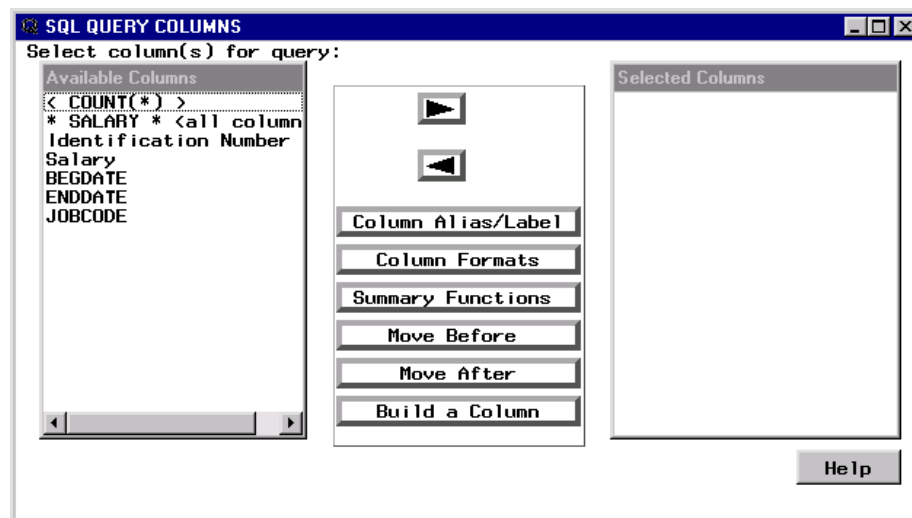 SQL QUERY COLUMNS
Select column(s) for query:
Available Columns
< COUNT(*) >
* SALARY * <all column
Identification Number
Salary
BEGDATE
ENDDATE
JOBCODE
Column Alias/Label
Column Formats
Summary Functions
Move Before
Move After
Build a Column
Selected Columns
Help